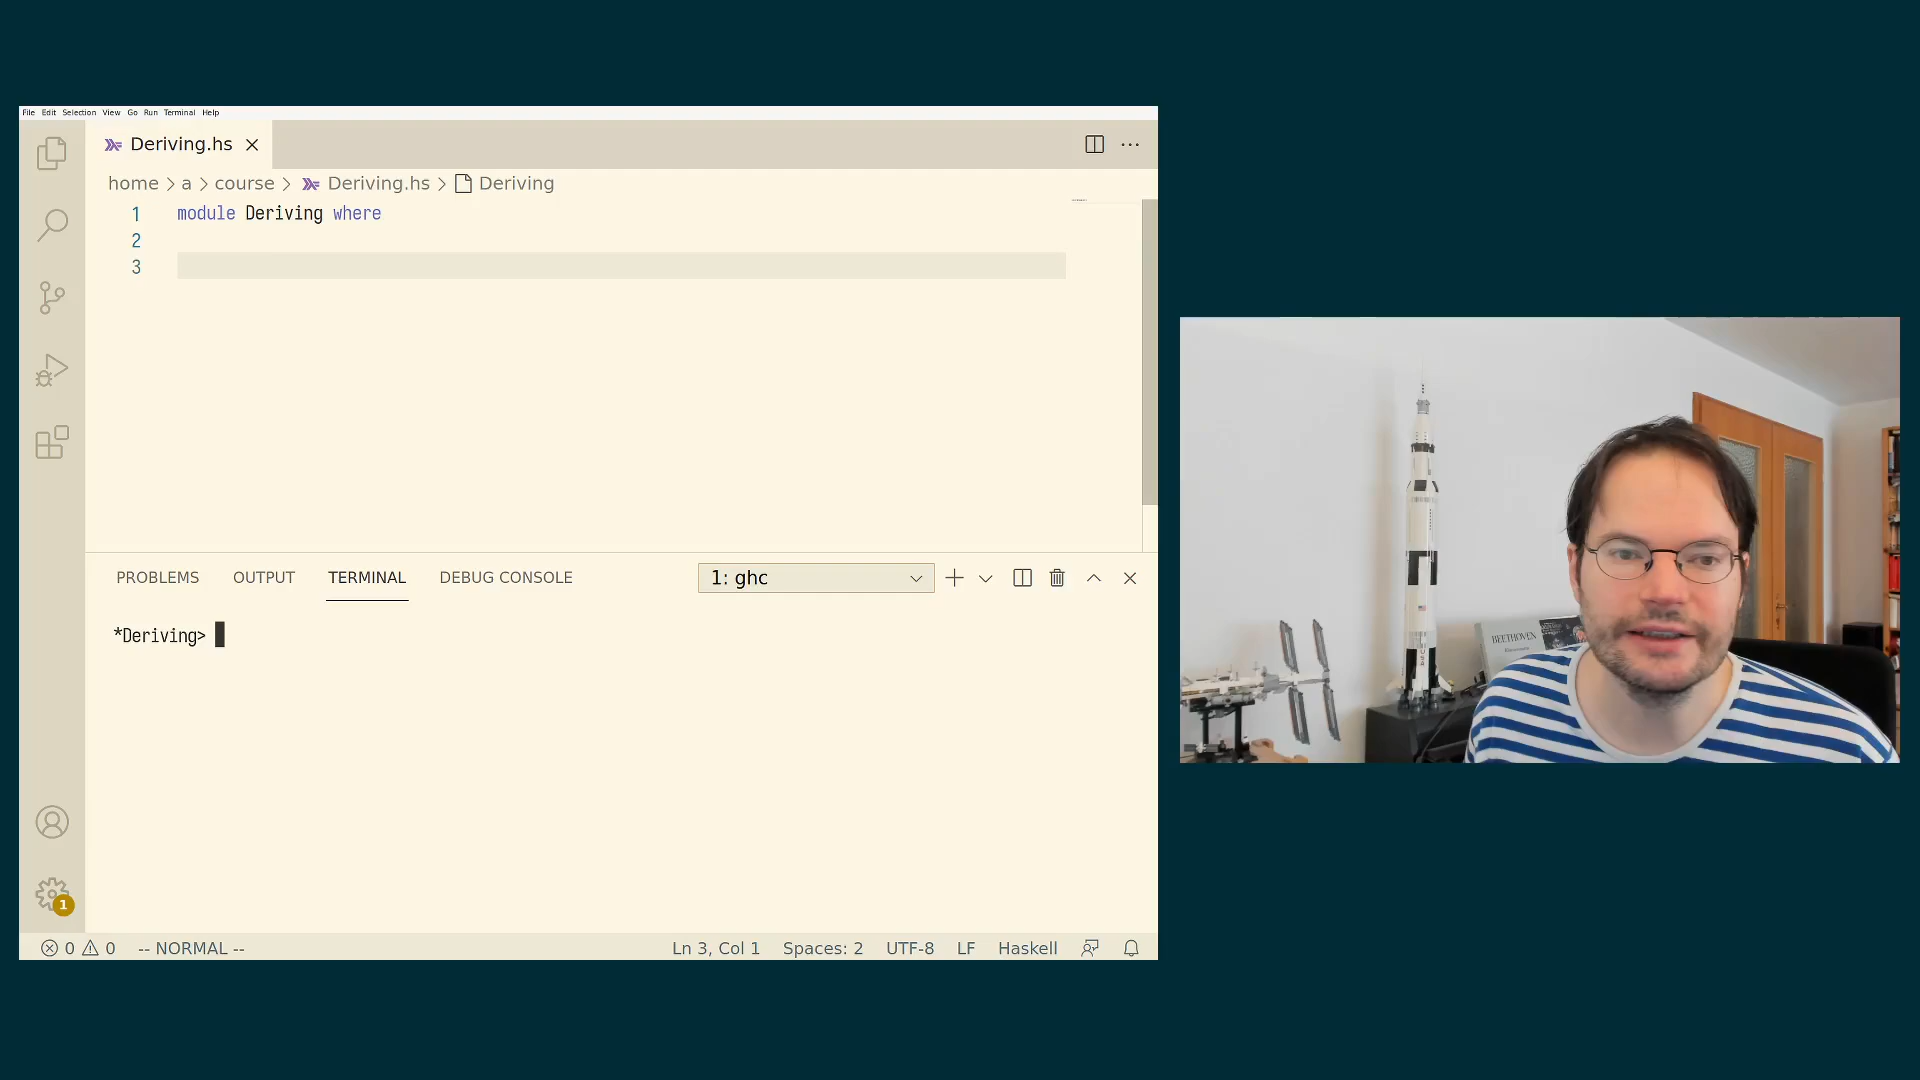 File Edit Selection View Go Run Terminal Help
Deriving.hs
home a course Deriving.hs Deriving
1 module Deriving where
2
3
PROBLEMS OUTPUT TERMINAL DEBUG CONSOLE 1: ghc
*Deriving>
BEETHOVEN
1
0 0 -- NORMAL -- Ln 3, Col 1 Spaces: 2 UTF-8 LF Haskell